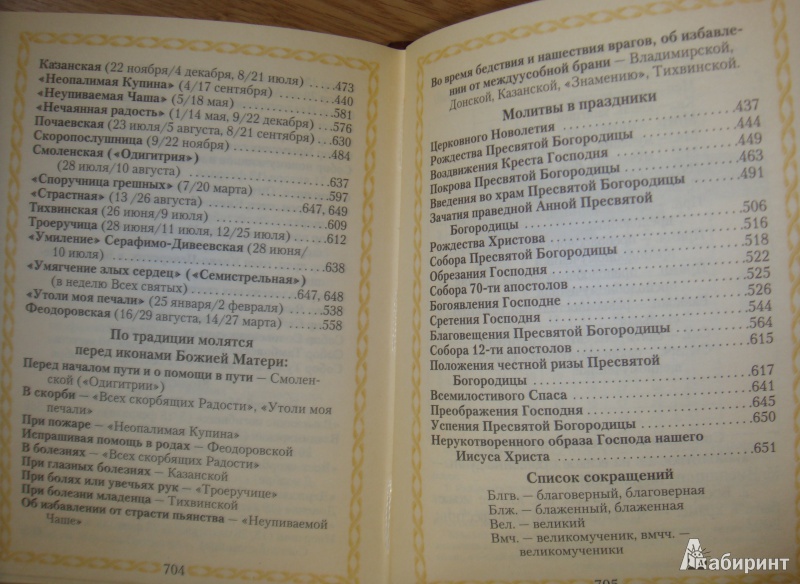 Казанская (22 ноября/4 декабря, 8/21 июля) .....473
«Неопалимая Купина» (4/17 сентября) ............440
«Неупиваемая Чаша» (5/18 мая) ....................581
«Нечаянная радость» (1/14 мая, 9/22 декабря) ...576
Почаевская (23 июля/5 августа, 8/21 сентября) ...630
Скоропослушница (9/22 ноября) ....................484
Смоленская («Одигитрия»)
(28 июля/10 августа) ...............................637
«Споручница грешных» (7/20 марта) ...............597
«Страстная» (13 /26 августа) ..................647, 649
Тихвинская (26 июня/9 июля) .......................609
Троеручица (28 июня/11 июля, 12/25 июля) .......612
«Умиление» Серафимо-Дивеевская (28 июня/
10 июля) .........................................638
«Умягчение злых сердец» («Семистрельная»)
(в неделю Всех святых) .......................647, 648
«Утоли моя печали» (25 января/2 февраля) ........538
Феодоровская (16/29 августа, 14/27 марта) ........558
По традиции молятся
перед иконами Божией Матери:
Перед началом пути и о помощи в пути — Смолен-
ской («Одигитрии»)
В скорби — «Всех скорбящих Радости», «Утоли моя
печали»
При пожаре — «Неопалимая Купина»
Испрашивая помощь в родах — Феодоровской
В болезнях — «Всех скорбящих Радости»
При глазных болезнях — Казанской
При болях или увечьях рук — «Троеручице»
При болезни младенца — Тихвинской
Об избавлении от страсти пьянства — «Неупиваемой
Чаше»
704
Во время бедствия и нашествия врагов, об избавле-
нии от междуусобной брани — Владимирской,
Донской, Казанской, «Знамению», Тихвинской.
Молитвы в праздники
Церковного Новолетия ............................437
Рождества Пресвятой Богородицы ................444
Воздвижения Креста Господня ....................449
Покрова Пресвятой Богородицы ..................463
Введения во храм Пресвятой Богородицы .........491
Зачатия праведной Анной Пресвятой
Богородицы .....................................506
Рождества Христова ...............................516
Собора Пресвятой Богородицы ....................518
Обрезания Господня ...............................522
Собора 70-ти апостолов ............................525
Богоявления Господне .............................526
Сретения Господня ................................544
Благовещения Пресвятой Богородицы ............564
Собора 12-ти апостолов ............................615
Положения честной ризы Пресвятой
Богородицы .....................................617
Всемилостивого Спаса .............................641
Преображения Господня ...........................645
Успения Пресвятой Богородицы ...................650
Нерукотворенного образа Господа нашего
Иисуса Христа ..................................651
Список сокращений
Блгв. — благоверный, благоверная
Блж. — блаженный, блаженная
Вел. — великий
Вмч. — великомученик, вмчч. —
великомученики
705
Лабиринт